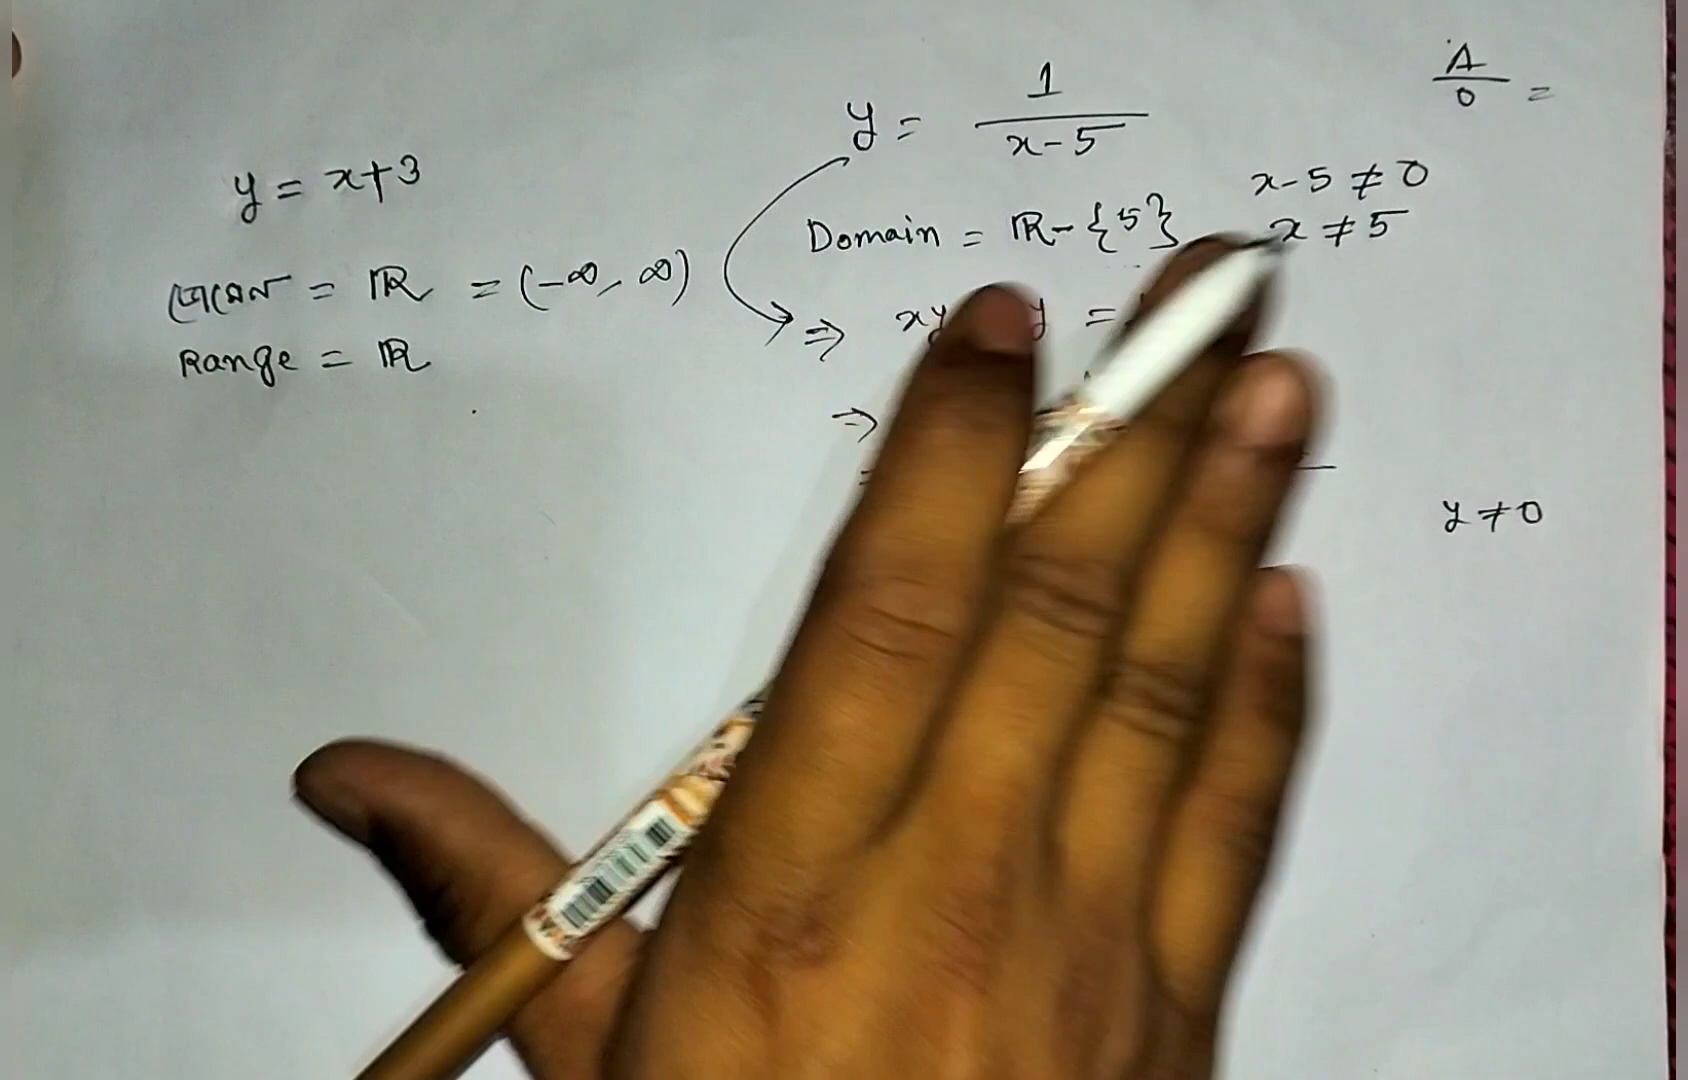 y = x+3
ডোমেন = ℝ = (-∞, ∞)
Range = ℝ
y = 1/(x-5)
Domain = ℝ-{5}
⇒ xy y =
⇒
A/0 =
x-5 ≠ 0
x ≠ 5
y ≠ 0